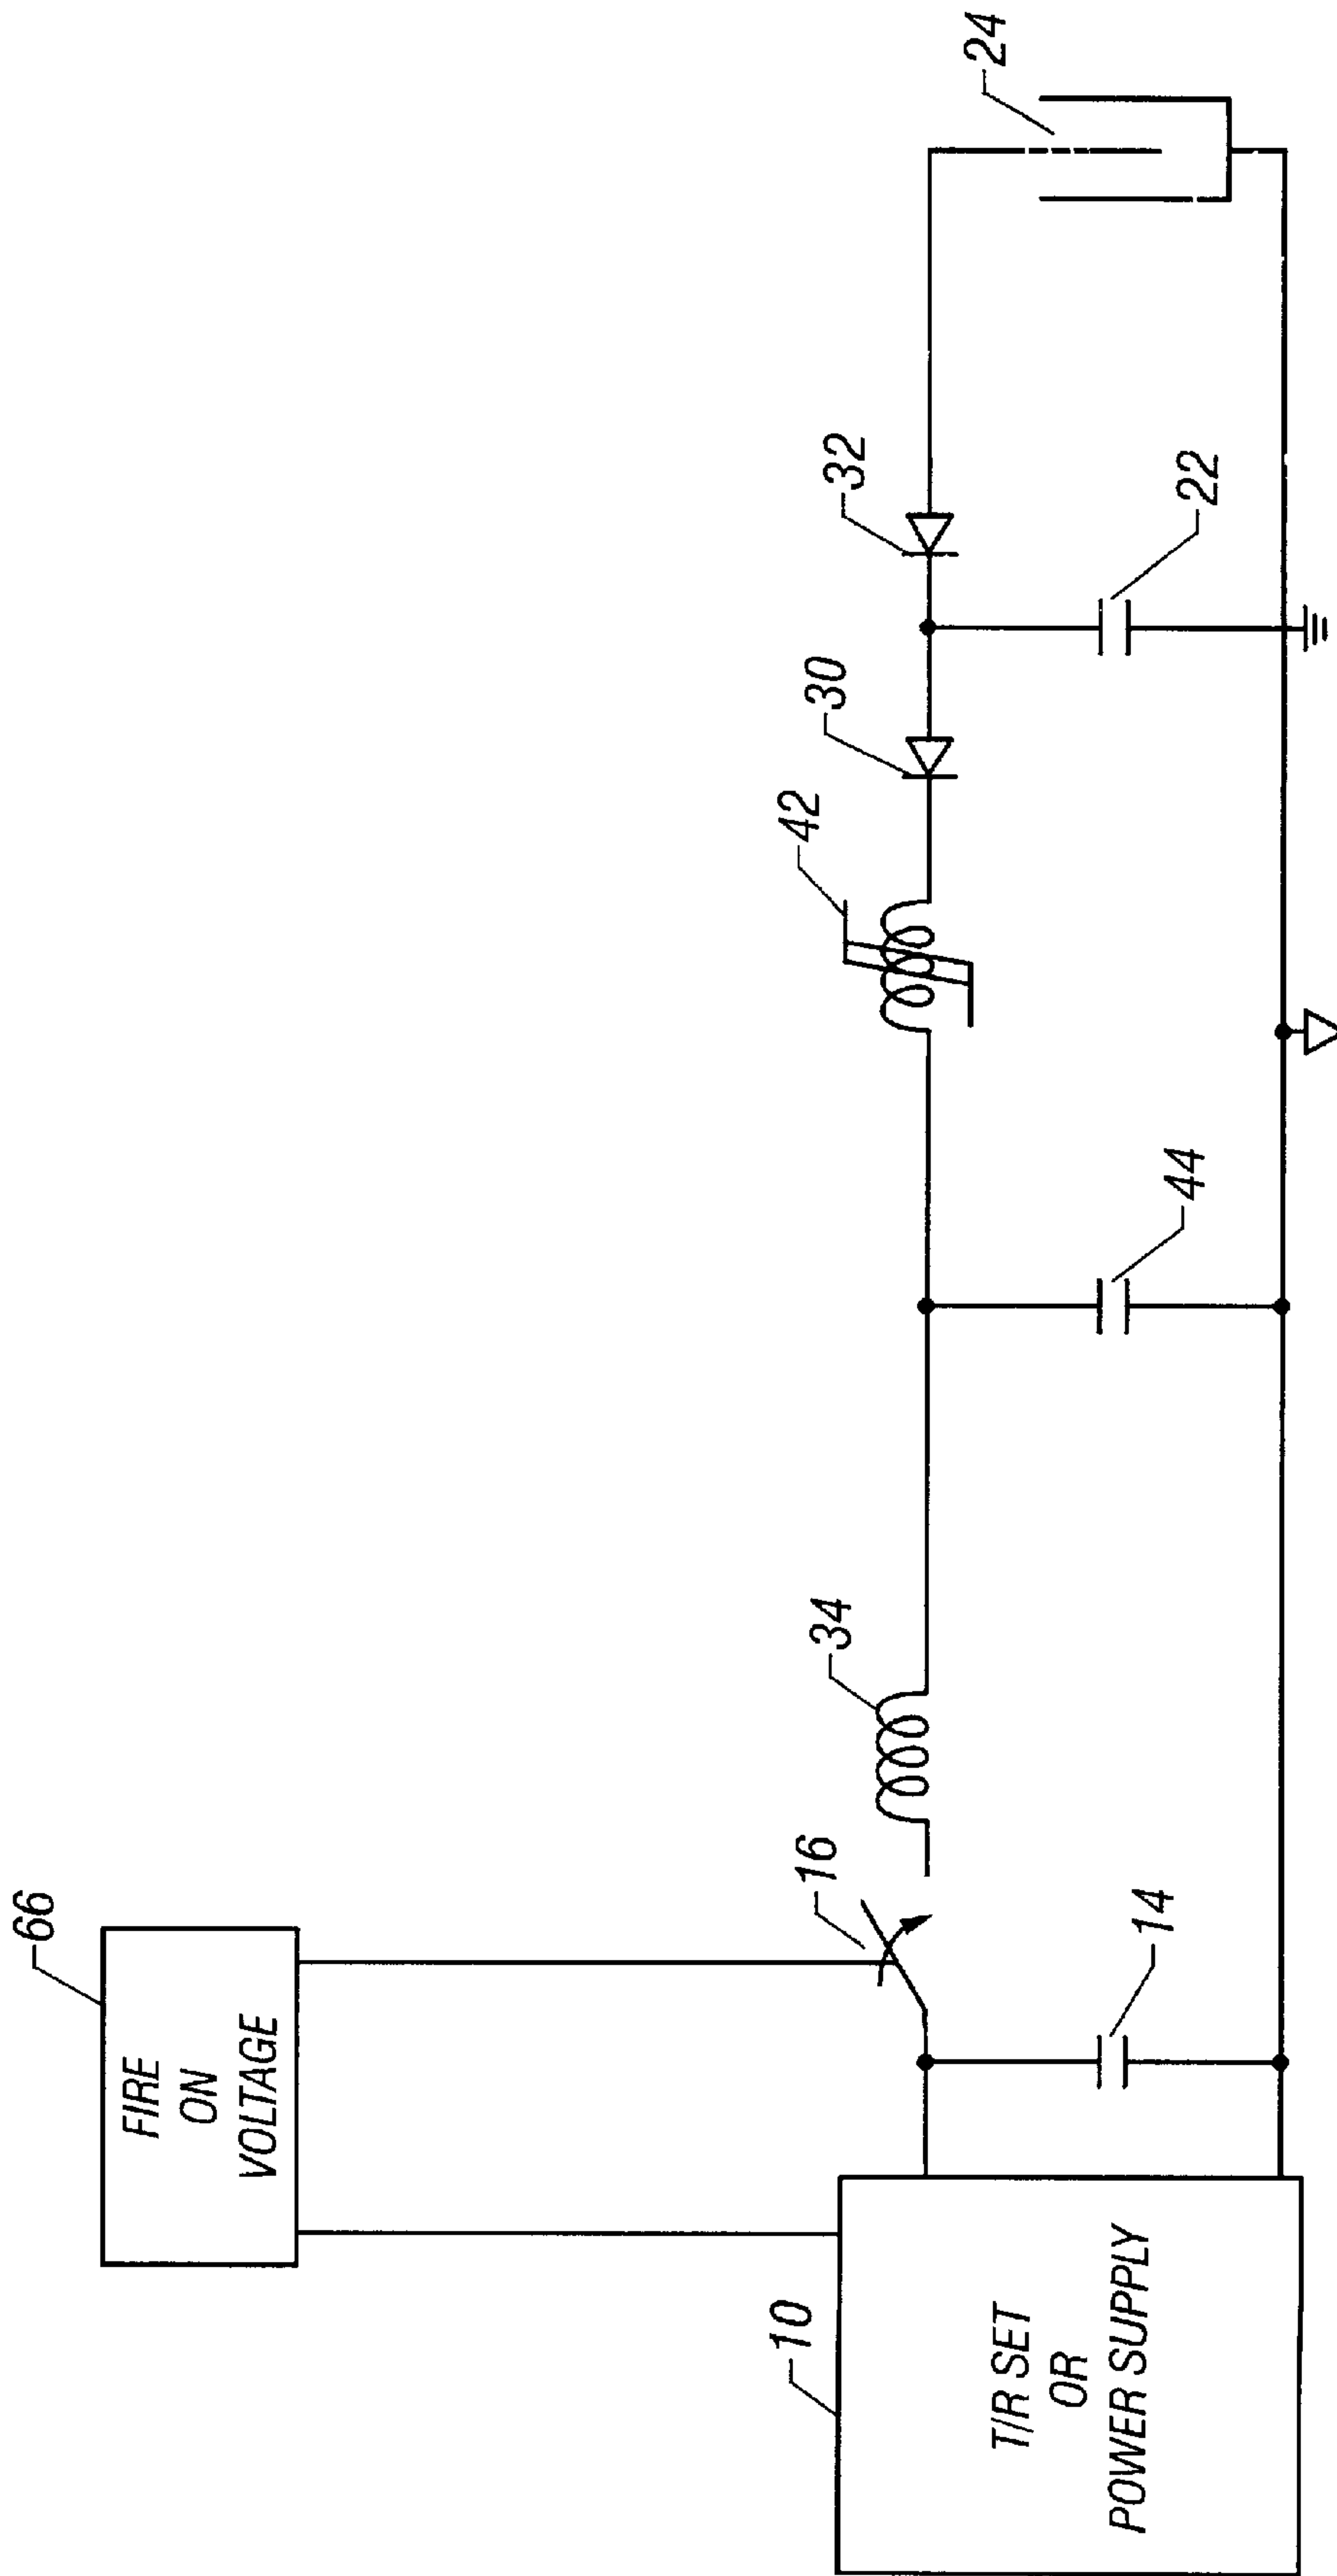 66
FIRE
ON
VOLTAGE
10
T/R SET
OR
POWER SUPPLY
16
34
14
44
42
30
32
22
24